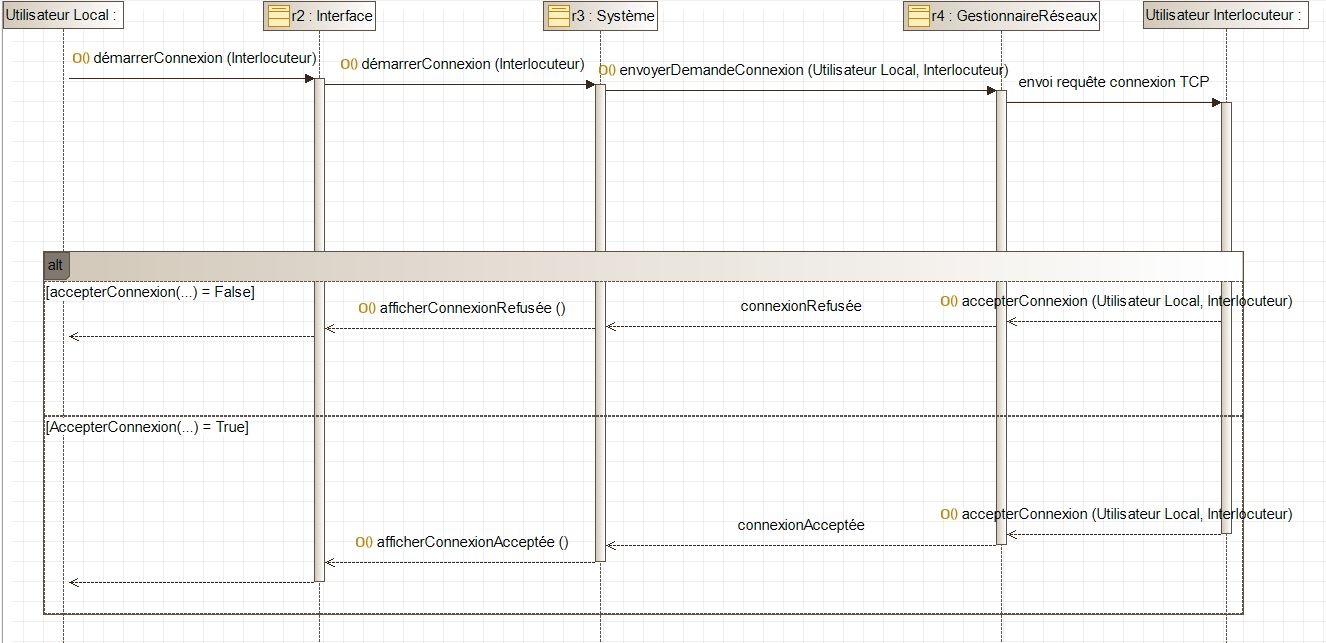 Utilisateur Local :
r2 : Interface
r3 : Système
r4 : GestionnaireRéseaux
Utilisateur Interlocuteur :
O() démarrerConnexion (Interlocuteur)
O() démarrerConnexion (Interlocuteur)
O() envoyerDemandeConnexion (Utilisateur Local, Interlocuteur)
envoi requête connexion TCP
alt
[accepterConnexion(...) = False]
O() afficherConnexionRefusée ()
connexionRefusée
O() accepterConnexion (Utilisateur Local, Interlocuteur)
[AccepterConnexion(...) = True]
O() accepterConnexion (Utilisateur Local, Interlocuteur)
connexionAcceptée
O() afficherConnexionAcceptée ()